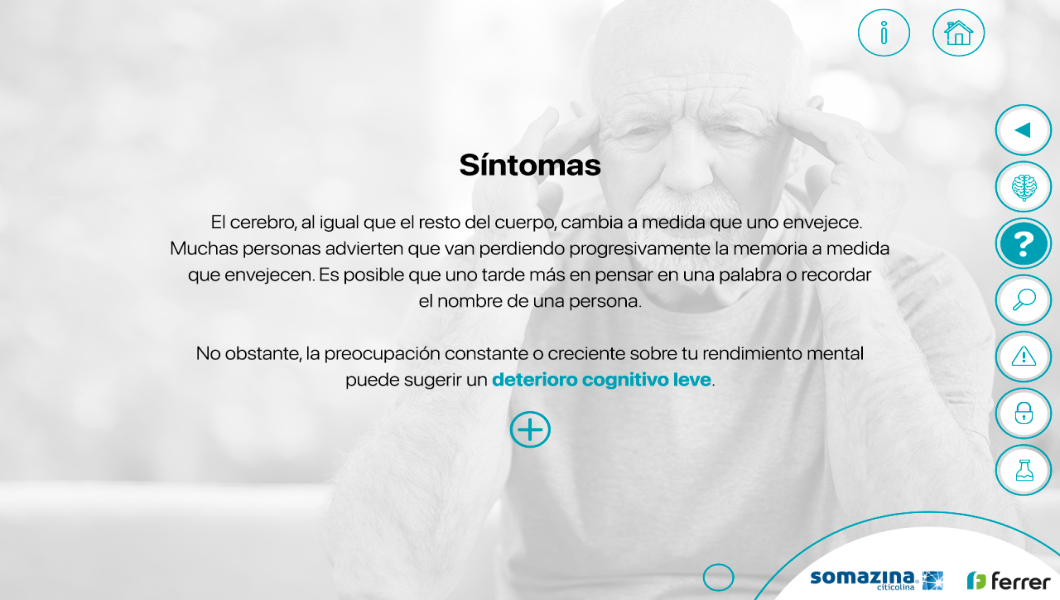 Síntomas
El cerebro, al igual que el resto del cuerpo, cambia a medida que uno envejece.
Muchas personas advierten que van perdiendo progresivamente la memoria a medida
que envejecen. Es posible que uno tarde más en pensar en una palabra o recordar
el nombre de una persona.
No obstante, la preocupación constante o creciente sobre tu rendimiento mental
puede sugerir un deterioro cognitivo leve.
?
somazina®
citicolina
ferrer